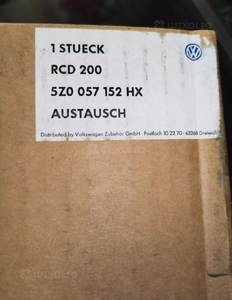 1 STUECK
RCD 200
5Z0 057 152 HX
AUSTAUSCH
Distributed by Volkswagen Zubehör GmbH · Postfach 10 22 70 · 63268 Dreieich